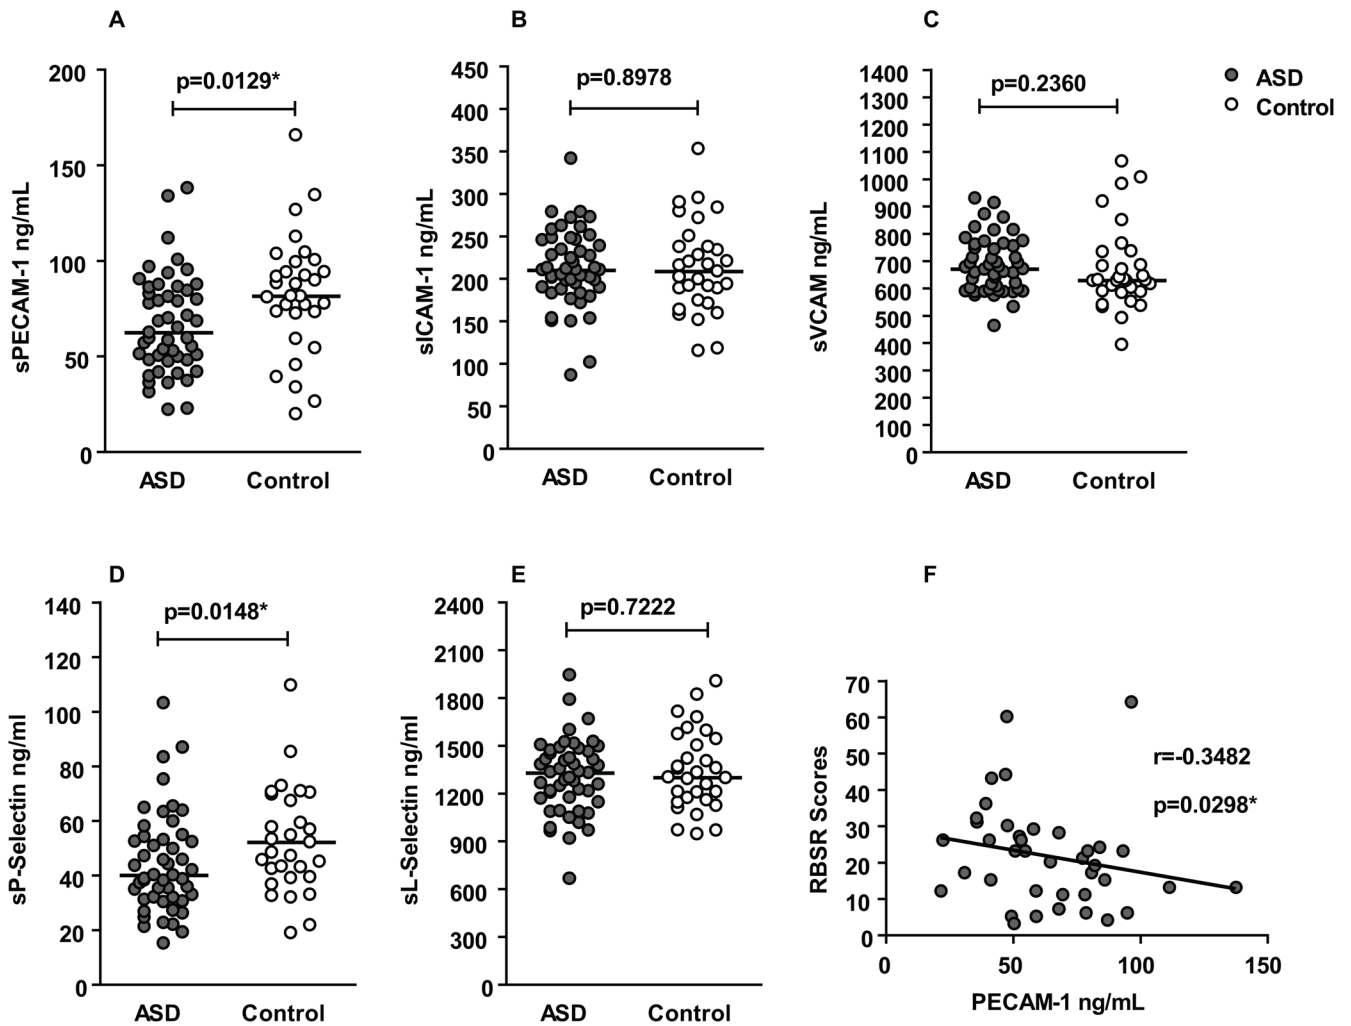 A
B
C
200
150
100
50
0
sPECAM-1 ng/mL
p=0.0129*
ASD
Control
450
400
350
300
250
200
150
100
50
0
sICAM-1 ng/mL
p=0.8978
ASD
Control
1400
1300
1200
1100
1000
900
800
700
600
500
400
300
200
100
0
sVCAM ng/mL
p=0.2360
ASD
Control
ASD
Control
D
E
F
140
120
100
80
60
40
20
0
sP-Selectin ng/ml
p=0.0148*
ASD
Control
2400
2100
1800
1500
1200
900
600
300
0
sL-Selectin ng/ml
p=0.7222
ASD
Control
70
60
50
40
30
20
10
0
RBSR Scores
r=-0.3482
p=0.0298*
0
50
100
150
PECAM-1 ng/mL